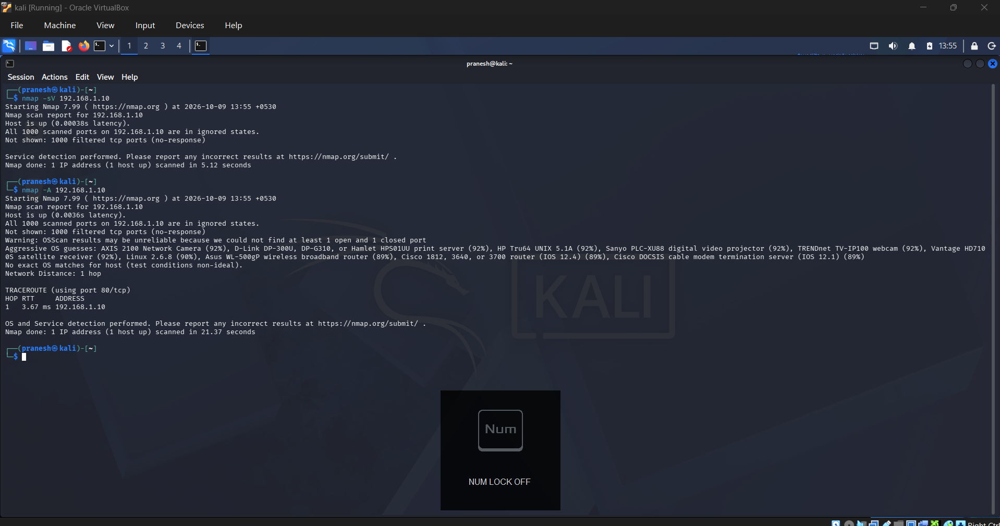 kali [Running] - Oracle VirtualBox
File Machine View Input Devices Help
1 2 3 4 13:55
pranesh@kali: ~
Session Actions Edit View Help
┌──(pranesh㉿kali)-[~]
└─$ nmap -sV 192.168.1.10
Starting Nmap 7.99 ( https://nmap.org ) at 2026-10-09 13:55 +0530
Nmap scan report for 192.168.1.10
Host is up (0.00038s latency).
All 1000 scanned ports on 192.168.1.10 are in ignored states.
Not shown: 1000 filtered tcp ports (no-response)
Service detection performed. Please report any incorrect results at https://nmap.org/submit/ .
Nmap done: 1 IP address (1 host up) scanned in 5.12 seconds
┌──(pranesh㉿kali)-[~]
└─$ nmap -A 192.168.1.10
Starting Nmap 7.99 ( https://nmap.org ) at 2026-10-09 13:55 +0530
Nmap scan report for 192.168.1.10
Host is up (0.0036s latency).
All 1000 scanned ports on 192.168.1.10 are in ignored states.
Not shown: 1000 filtered tcp ports (no-response)
Warning: OSScan results may be unreliable because we could not find at least 1 open and 1 closed port
Aggressive OS guesses: AXIS 2100 Network Camera (92%), D-Link DP-300U, DP-G310, or Hamlet HPS01UU print server (92%), HP Tru64 UNIX 5.1A (92%), Sanyo PLC-XU88 digital video projector (92%), TRENDnet TV-IP100 webcam (92%), Vantage HD710
0S satellite receiver (92%), Linux 2.6.8 (90%), Asus WL-500gP wireless broadband router (89%), Cisco 1812, 3640, or 3700 router (IOS 12.4) (89%), Cisco DOCSIS cable modem termination server (IOS 12.1) (89%)
No exact OS matches for host (test conditions non-ideal).
Network Distance: 1 hop
TRACEROUTE (using port 80/tcp)
HOP RTT     ADDRESS
1   3.67 ms 192.168.1.10
OS and Service detection performed. Please report any incorrect results at https://nmap.org/submit/ .
Nmap done: 1 IP address (1 host up) scanned in 21.37 seconds
┌──(pranesh㉿kali)-[~]
└─$
KALI
Num
NUM LOCK OFF
Right Ctrl